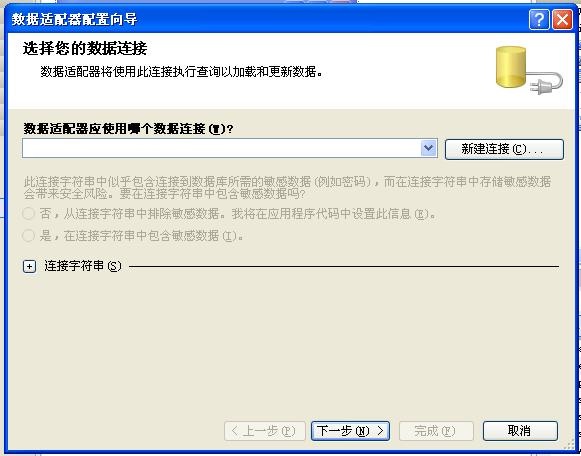 数据适配器配置向导
选择您的数据连接
数据适配器将使用此连接执行查询以加载和更新数据。
数据适配器应使用哪个数据连接(W)?
新建连接(C)...
此连接字符串中似乎包含连接到数据库所需的敏感数据(例如密码)，而在连接字符串中存储敏感数据
会带来安全风险。要在连接字符串中包含敏感数据吗?
否，从连接字符串中排除敏感数据。我将在应用程序代码中设置此信息(E)。
是，在连接字符串中包含敏感数据(I)。
连接字符串(S)
< 上一步(P)
下一步(N) >
完成(F)
取消